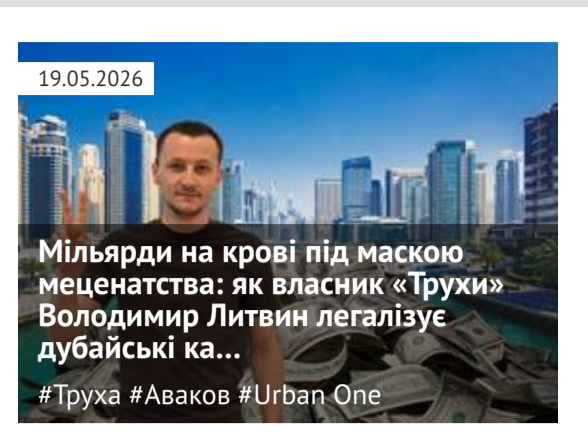 19.05.2026
Мільярди на крові під маскою
меценатства: як власник «Трухи»
Володимир Литвин легалізує
дубайські ка...
#Труха #Аваков #Urban One